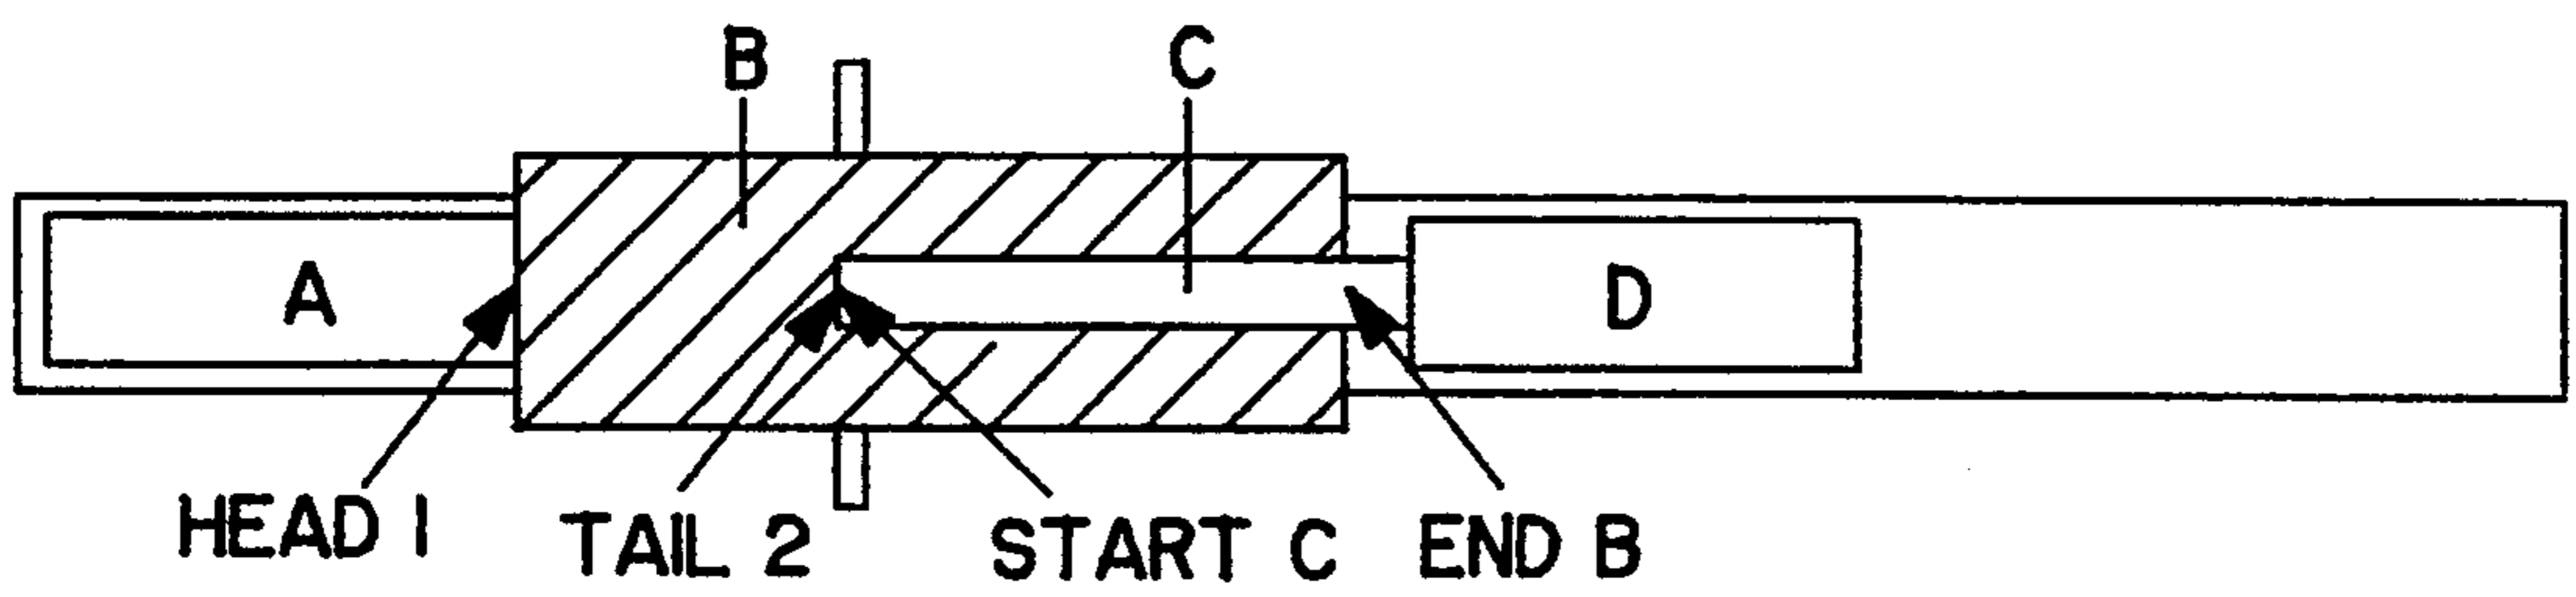 B C
A D
HEAD 1 TAIL 2 START C END B